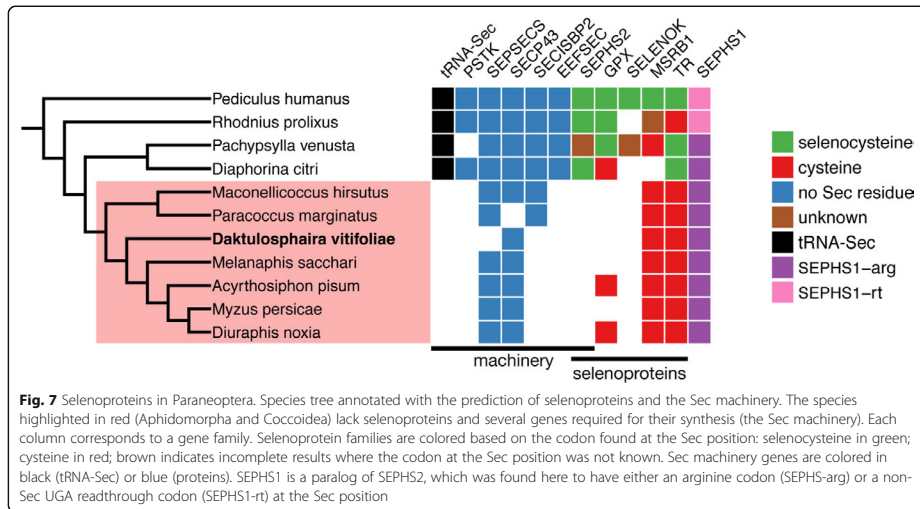 tRNA-Sec
PSTK
SEPSECS
SECP43
SECISBP2
EEFSEC
SEPHS2
GPX
SELENOK
MSRB1
TR
SEPHS1
Pediculus humanus
Rhodnius prolixus
Pachypsylla venusta
Diaphorina citri
Maconellicoccus hirsutus
Paracoccus marginatus
Daktulosphaira vitifoliae
Melanaphis sacchari
Acyrthosiphon pisum
Myzus persicae
Diuraphis noxia
machinery
selenoproteins
selenocysteine
cysteine
no Sec residue
unknown
tRNA-Sec
SEPHS1-arg
SEPHS1-rt
Fig. 7 Selenoproteins in Paraneoptera. Species tree annotated with the prediction of selenoproteins and the Sec machinery. The species
highlighted in red (Aphidomorpha and Coccoidea) lack selenoproteins and several genes required for their synthesis (the Sec machinery). Each
column corresponds to a gene family. Selenoprotein families are colored based on the codon found at the Sec position: selenocysteine in green;
cysteine in red; brown indicates incomplete results where the codon at the Sec position was not known. Sec machinery genes are colored in
black (tRNA-Sec) or blue (proteins). SEPHS1 is a paralog of SEPHS2, which was found here to have either an arginine codon (SEPHS-arg) or a non-
Sec UGA readthrough codon (SEPHS1-rt) at the Sec position